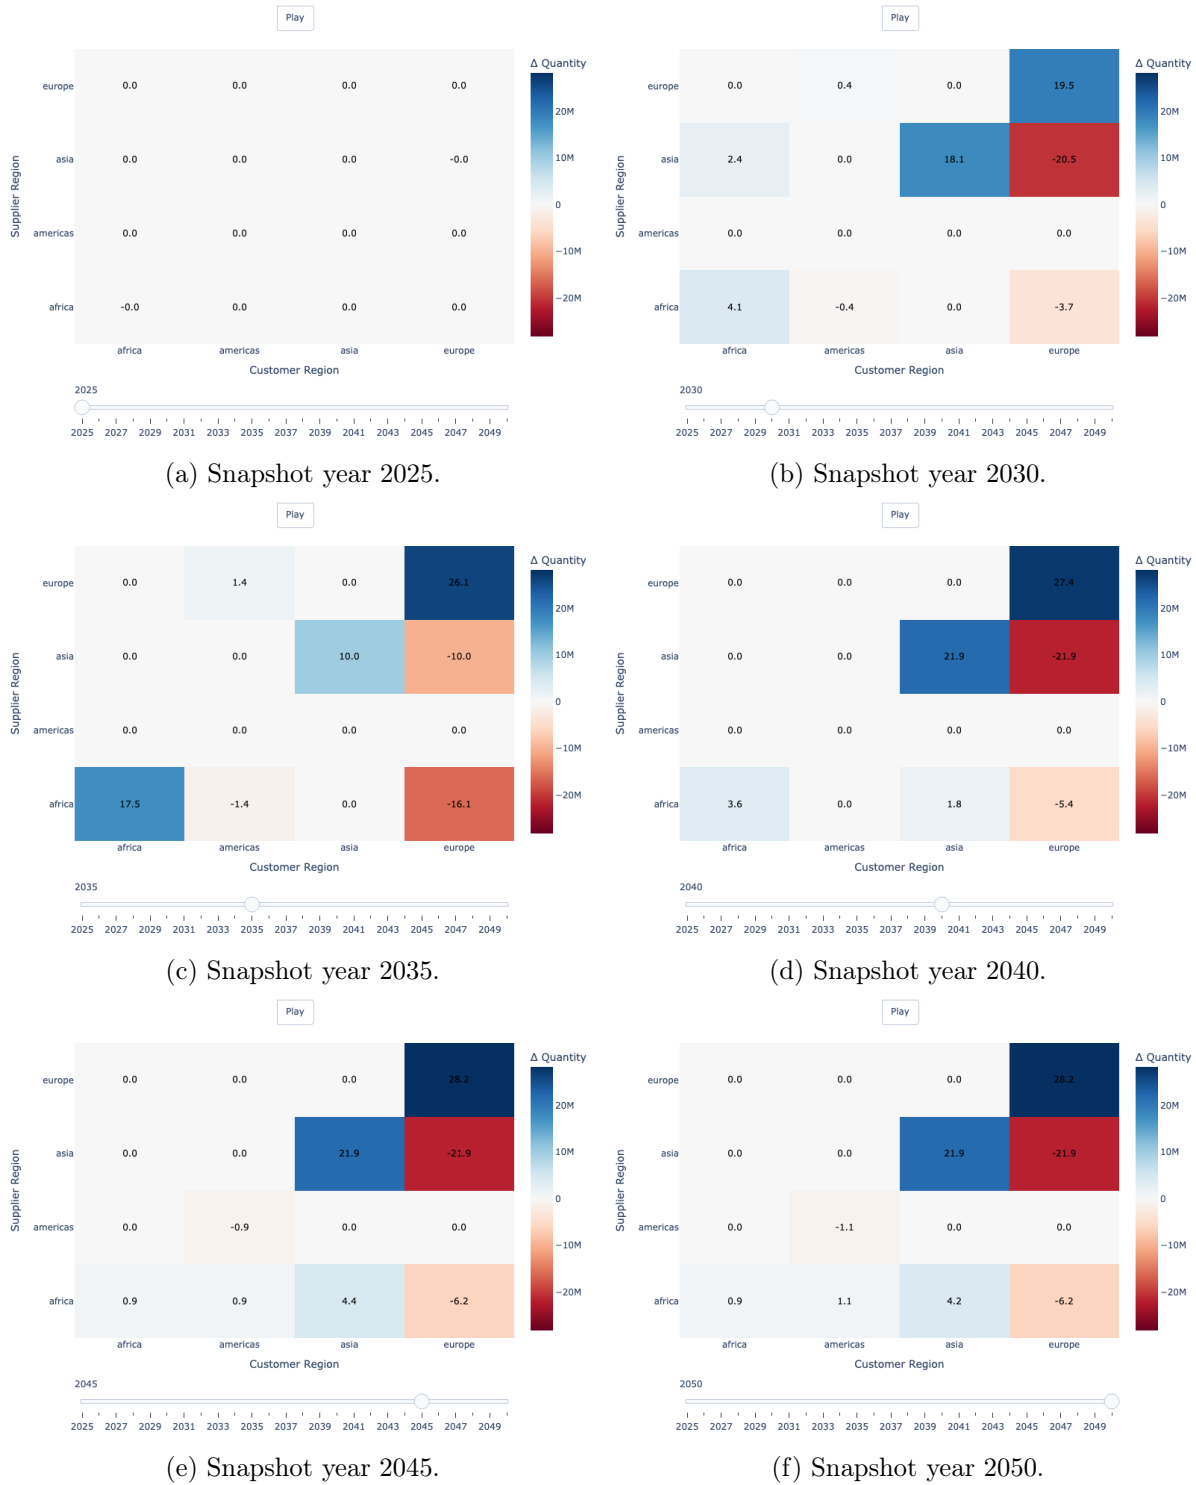 Play
Δ Quantity
europe 0.0 0.0 0.0 0.0 20M
asia 0.0 0.0 0.0 -0.0 10M
0
americas 0.0 0.0 0.0 0.0 −10M
africa -0.0 0.0 0.0 0.0 −20M
Supplier Region
africa americas asia europe
Customer Region
2025
2025 2027 2029 2031 2033 2035 2037 2039 2041 2043 2045 2047 2049
(a) Snapshot year 2025.
Play
Δ Quantity
europe 0.0 0.4 0.0 19.5 20M
asia 2.4 0.0 18.1 -20.5 10M
0
americas 0.0 0.0 0.0 0.0 −10M
africa 4.1 -0.4 0.0 -3.7 −20M
Supplier Region
africa americas asia europe
Customer Region
2030
2025 2027 2029 2031 2033 2035 2037 2039 2041 2043 2045 2047 2049
(b) Snapshot year 2030.
Play
Δ Quantity
europe 0.0 1.4 0.0 26.1 20M
asia 0.0 0.0 10.0 -10.0 10M
0
americas 0.0 0.0 0.0 0.0 −10M
africa 17.5 -1.4 0.0 -16.1 −20M
Supplier Region
africa americas asia europe
Customer Region
2035
2025 2027 2029 2031 2033 2035 2037 2039 2041 2043 2045 2047 2049
(c) Snapshot year 2035.
Play
Δ Quantity
europe 0.0 0.0 0.0 27.4 20M
asia 0.0 0.0 21.9 -21.9 10M
0
americas 0.0 0.0 0.0 0.0 −10M
africa 3.6 0.0 1.8 -5.4 −20M
Supplier Region
africa americas asia europe
Customer Region
2040
2025 2027 2029 2031 2033 2035 2037 2039 2041 2043 2045 2047 2049
(d) Snapshot year 2040.
Play
Δ Quantity
europe 0.0 0.0 0.0 28.2 20M
asia 0.0 0.0 21.9 -21.9 10M
0
americas 0.0 -0.9 0.0 0.0 −10M
africa 0.9 0.9 4.4 -6.2 −20M
Supplier Region
africa americas asia europe
Customer Region
2045
2025 2027 2029 2031 2033 2035 2037 2039 2041 2043 2045 2047 2049
(e) Snapshot year 2045.
Play
Δ Quantity
europe 0.0 0.0 0.0 28.2 20M
asia 0.0 0.0 21.9 -21.9 10M
0
americas 0.0 -1.1 0.0 0.0 −10M
africa 0.9 1.1 4.2 -6.2 −20M
Supplier Region
africa americas asia europe
Customer Region
2050
2025 2027 2029 2031 2033 2035 2037 2039 2041 2043 2045 2047 2049
(f) Snapshot year 2050.